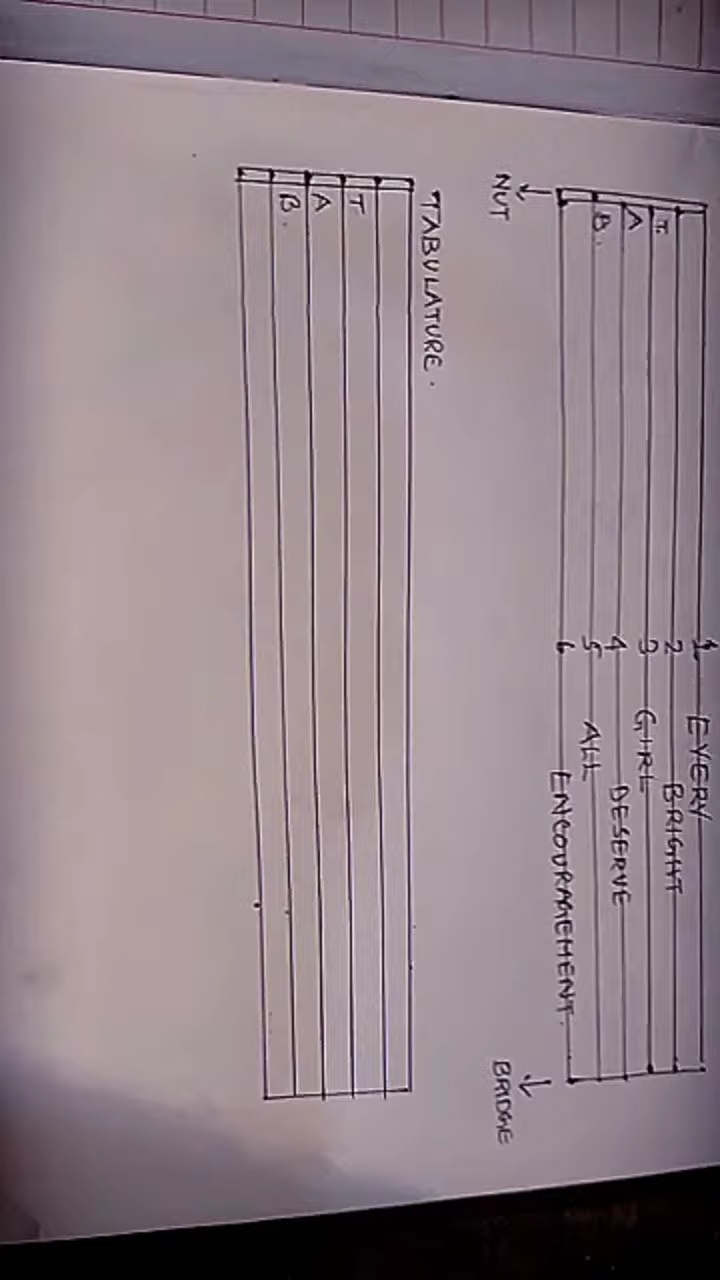 T
A
B.
1 EVERY
2 BRIGHT
3 GIRL
4 DESERVE
5 ALL
6 ENCOURAGEMENT.
NUT
BRIDGE
TABULATURE.
T
A
B.